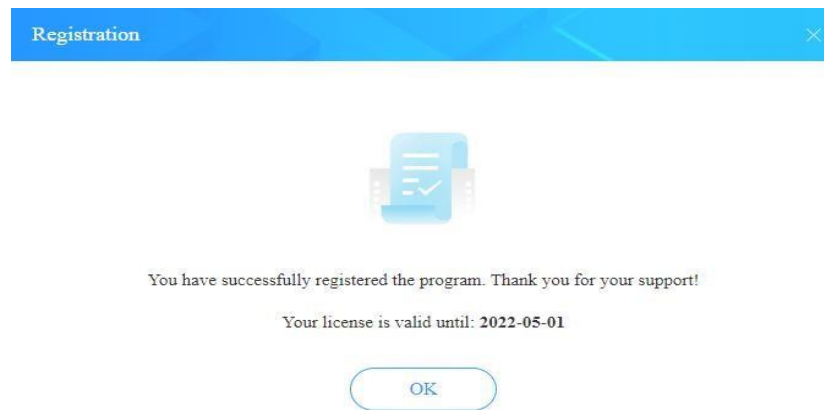 Registration
You have successfully registered the program. Thank you for your support!
Your license is valid until: 2022-05-01
OK